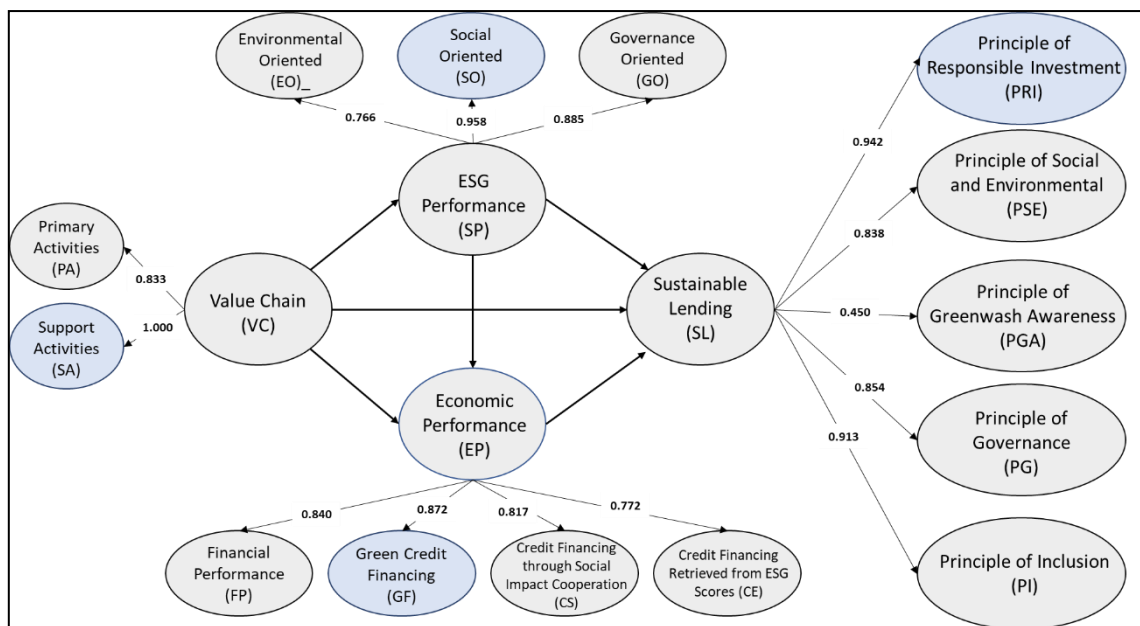 Environmental
Oriented
(EO)_
Social
Oriented
(SO)
Governance
Oriented
(GO)
Principle of
Responsible Investment
(PRI)
0.766
0.958
0.885
0.942
ESG
Performance
(SP)
Principle of Social
and Environmental
(PSE)
Primary
Activities
(PA)
0.838
0.833
Value Chain
(VC)
Sustainable
Lending
(SL)
Principle of
Greenwash Awareness
(PGA)
0.450
Support
Activities
(SA)
1.000
0.854
Economic
Performance
(EP)
Principle of
Governance
(PG)
0.913
0.840
0.872
0.817
0.772
Financial
Performance
(FP)
Green Credit
Financing
(GF)
Credit Financing
through Social
Impact Cooperation
(CS)
Credit Financing
Retrieved from ESG
Scores (CE)
Principle of Inclusion
(PI)